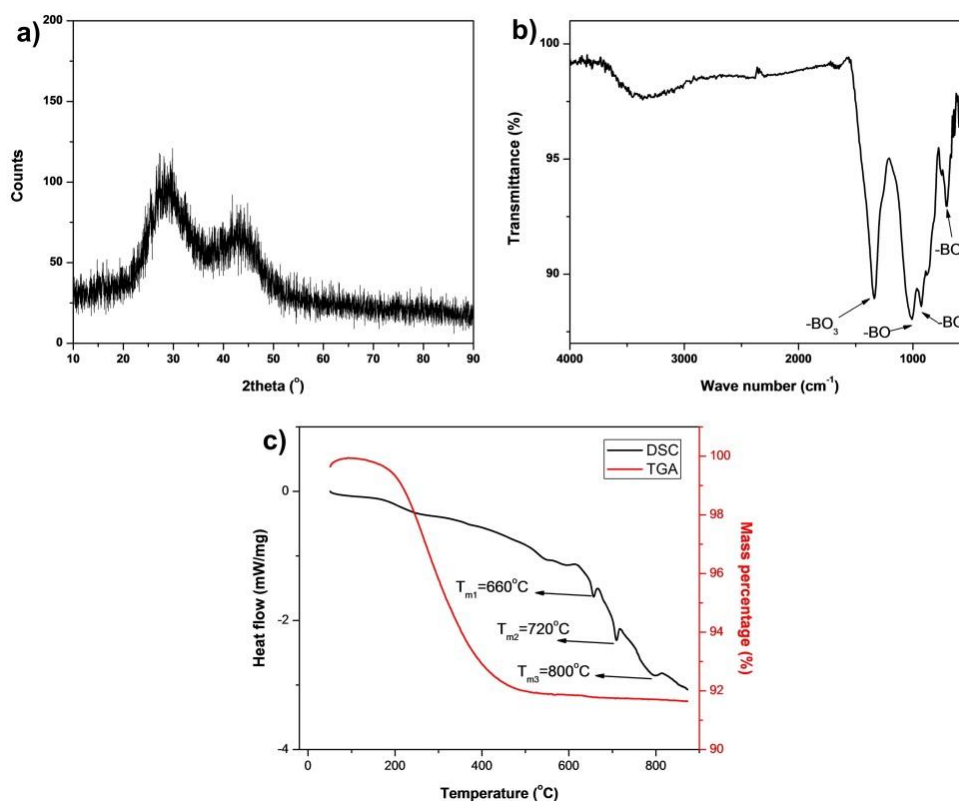 a)
200
150
100
50
0
Counts
10 20 30 40 50 60 70 80 90
2theta (°)
b)
100
95
90
Transmittance (%)
-BO₃
-BO
-BO
-BO
4000 3000 2000 1000
Wave number (cm⁻¹)
c)
DSC
TGA
0
-2
-4
Heat flow (mW/mg)
Tm1=660°C
Tm2=720°C
Tm3=800°C
100
98
96
94
92
90
Mass percentage (%)
0 200 400 600 800
Temperature (°C)